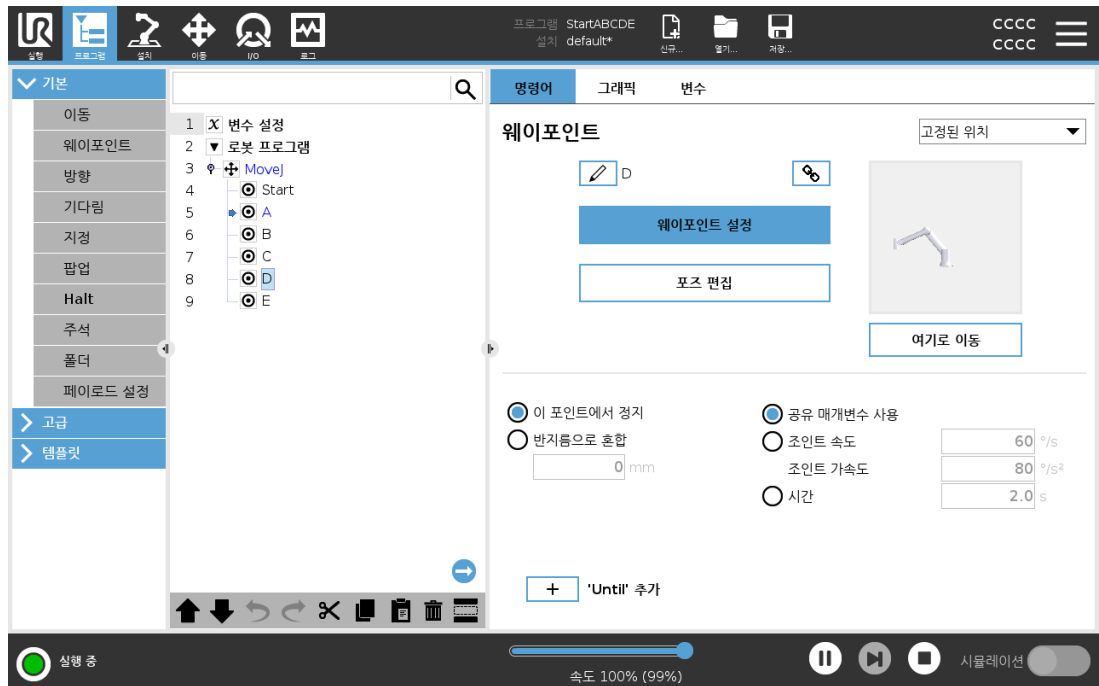 UR
실행
프로그램
설치
이동
I/O
로그
프로그램 StartABCDE
설치 default*
신규...
열기...
저장...
CCCC
CCCC
기본
이동
웨이포인트
방향
기다림
지정
팝업
Halt
주석
폴더
페이로드 설정
고급
템플릿
1 X 변수 설정
2 ▼ 로봇 프로그램
3 MoveJ
4 Start
5 A
6 B
7 C
8 D
9 E
명령어 그래픽 변수
웨이포인트
고정된 위치
D
웨이포인트 설정
포즈 편집
여기로 이동
이 포인트에서 정지
반지름으로 혼합
0 mm
공유 매개변수 사용
조인트 속도 60 °/s
조인트 가속도 80 °/s²
시간 2.0 s
+ 'Until' 추가
실행 중
속도 100% (99%)
시뮬레이션